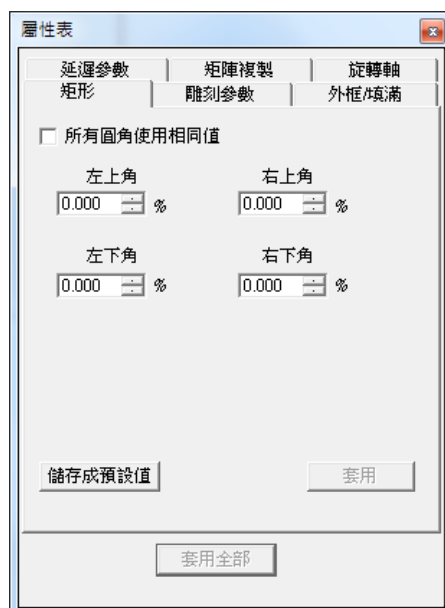 屬性表
延遲參數 矩陣複製 旋轉軸
矩形 雕刻參數 外框/填滿
所有圓角使用相同值
左上角 右上角
0.000 % 0.000 %
左下角 右下角
0.000 % 0.000 %
儲存成預設值 套用
套用全部